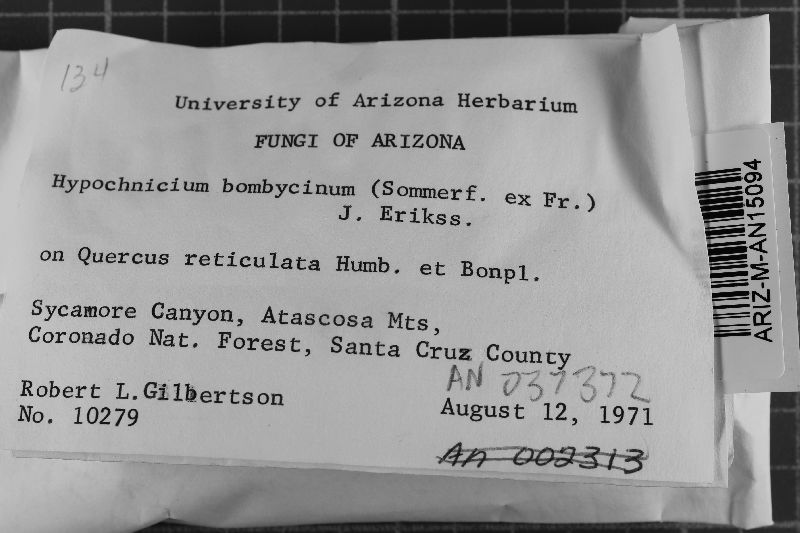 134
University of Arizona Herbarium
FUNGI OF ARIZONA
Hypochnicium bombycinum (Sommerf. ex Fr.)
J. Erikss.
on Quercus reticulata Humb. et Bonpl.
Sycamore Canyon, Atascosa Mts,
Coronado Nat. Forest, Santa Cruz County
AN 037372
Robert L.Gilbertson
No. 10279
August 12, 1971
AN 002313
ARIZ-M-AN15094